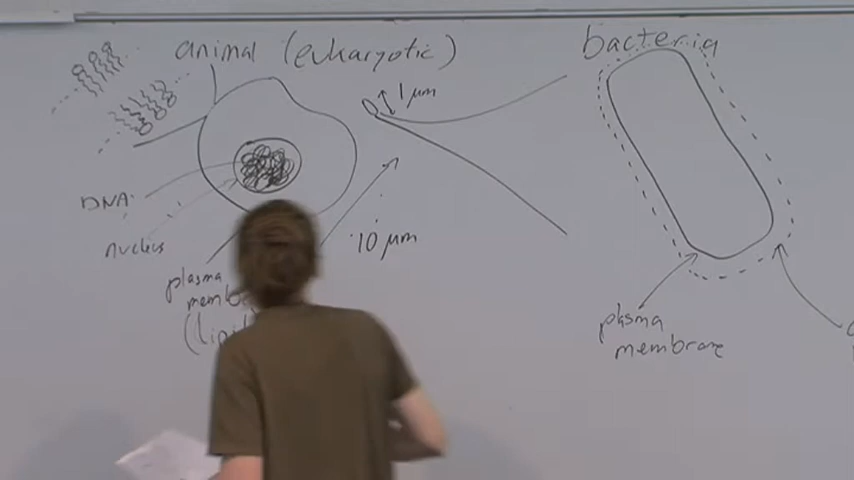 animal (eukaryotic)
bacteria
1 μm
DNA
nucleus
10 μm
plasma
plasma
membrane